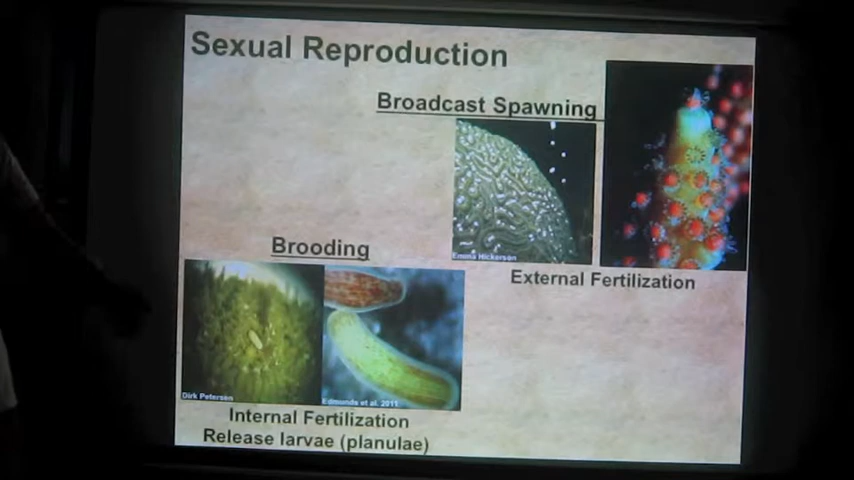 Sexual Reproduction
Broadcast Spawning
Emma Hickerson
External Fertilization
Brooding
Dirk Petersen
Edmunds et al. 2011
Internal Fertilization
Release larvae (planulae)